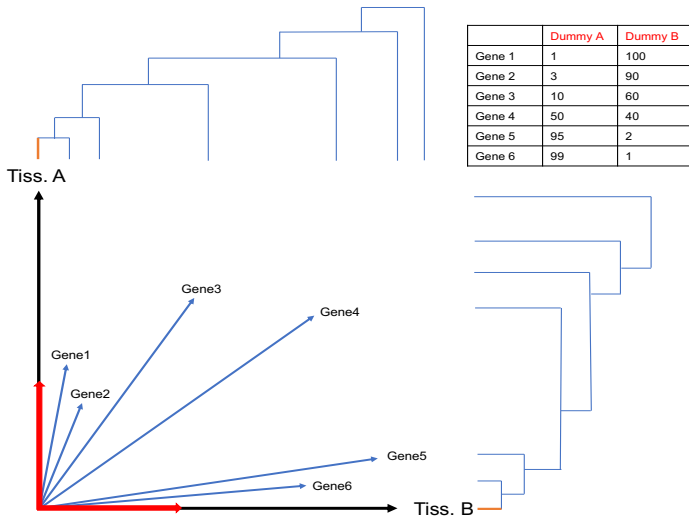 Dummy A Dummy B
Gene 1 1 100
Gene 2 3 90
Gene 3 10 60
Gene 4 50 40
Gene 5 95 2
Gene 6 99 1
Tiss. A
Gene3
Gene4
Gene1
Gene2
Gene5
Gene6
Tiss. B